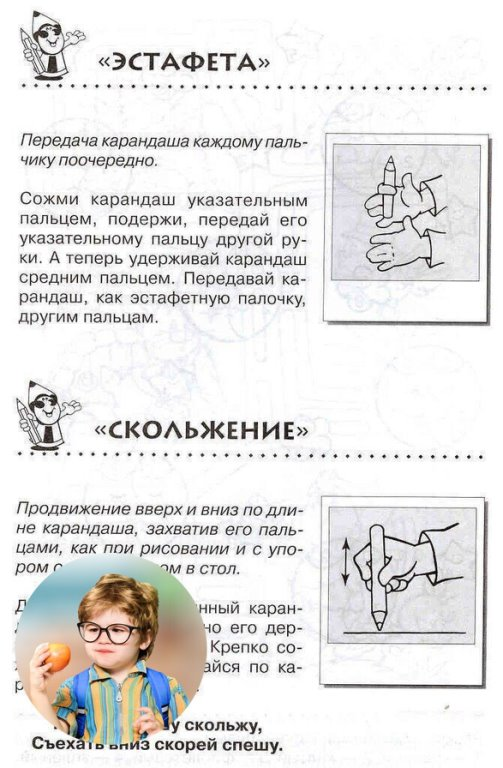 «ЭСТАФЕТА»
Передача карандаша каждому паль-
чику поочередно.
Сожми карандаш указательным
пальцем, подержи, передай его
указательному пальцу другой ру-
ки. А теперь удерживай карандаш
средним пальцем. Передавай ка-
рандаш, как эстафетную палочку,
другим пальцам.
«СКОЛЬЖЕНИЕ»
Продвижение вверх и вниз по дли-
не карандаша, захватив его паль-
цами, как при рисовании и с упо-
ром в стол.
каран-
его дер-
Крепко со-
по ка-
скольжу,
Съехать вниз скорей спешу.